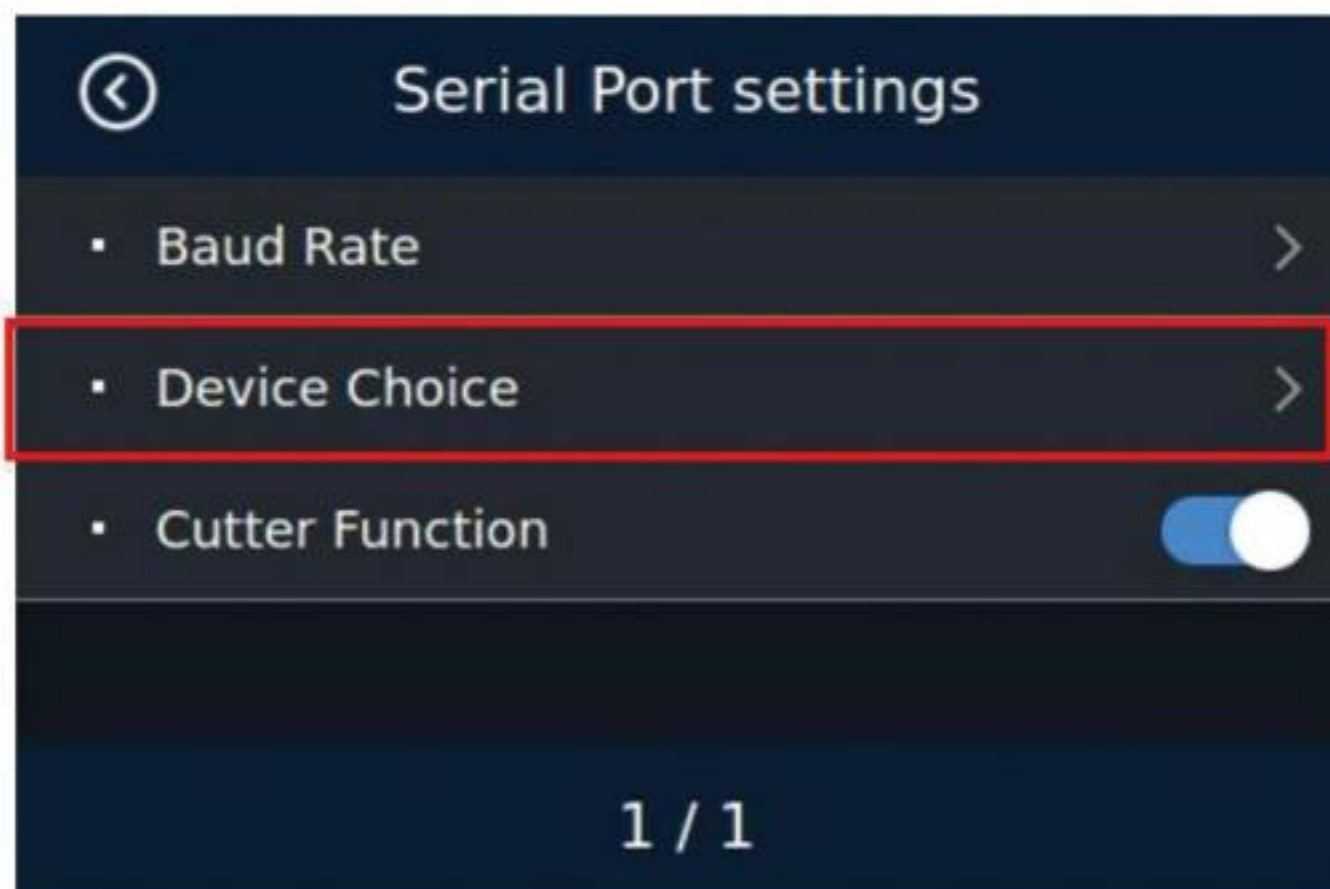 Serial Port settings
Baud Rate
Device Choice
Cutter Function
1 / 1